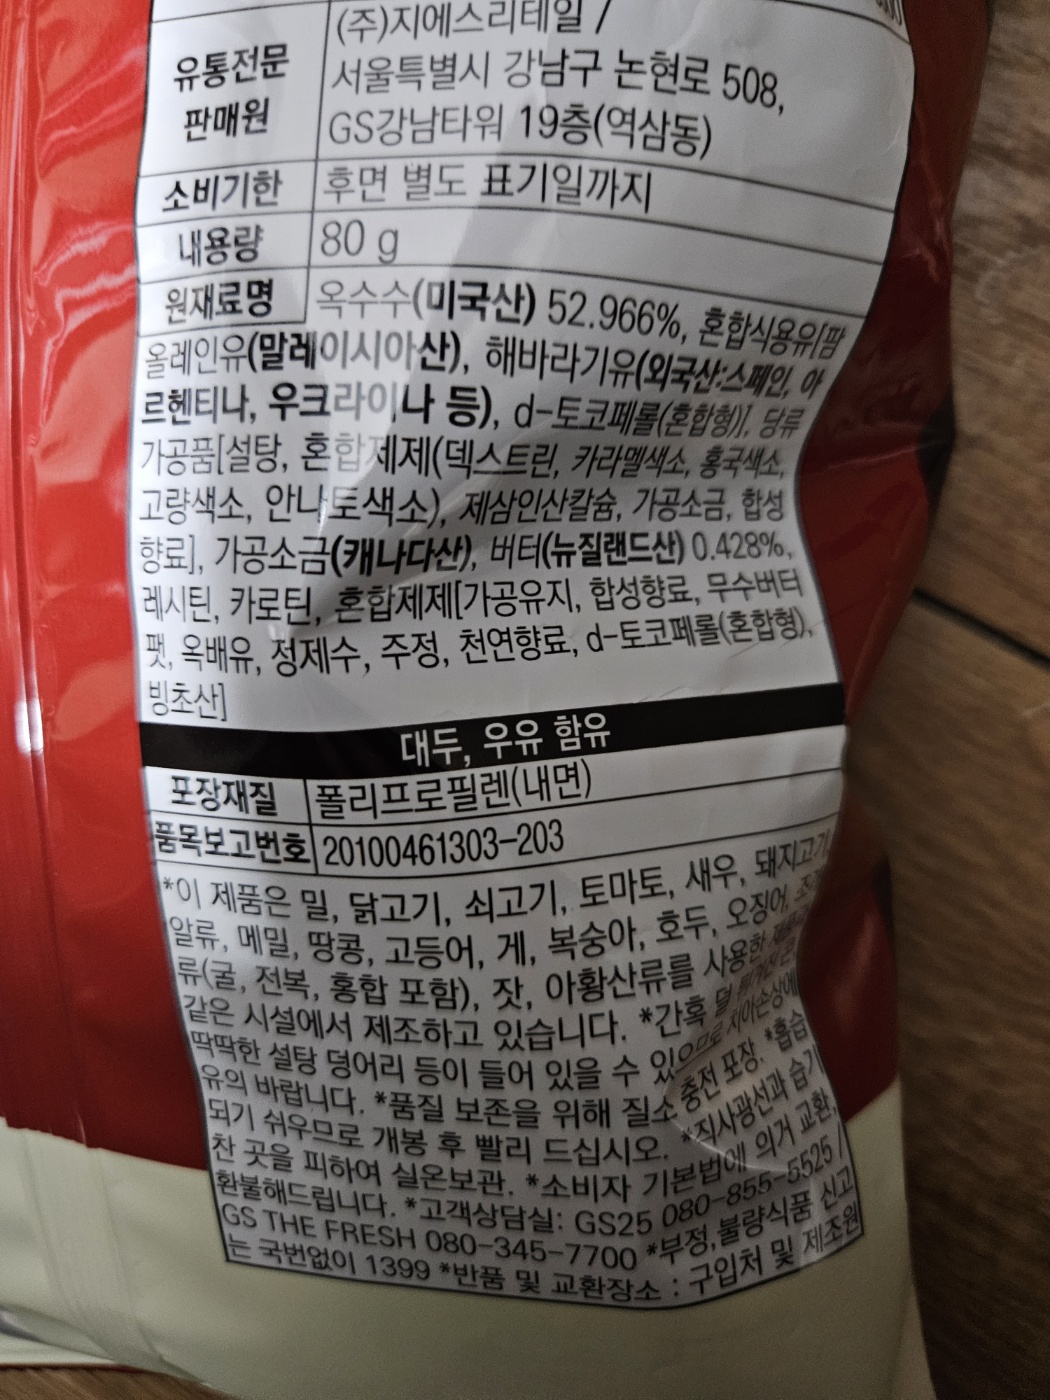 (주)지에스리테일 /
유통전문 서울특별시 강남구 논현로 508,
판매원 GS강남타워 19층(역삼동)
소비기한 후면 별도 표기일까지
내용량 80 g
원재료명 옥수수(미국산) 52.966%, 혼합식용유[팜
올레인유(말레이시아산), 해바라기유(외국산:스페인, 아
르헨티나, 우크라이나 등), d-토코페롤(혼합형)], 당류
가공품[설탕, 혼합제제(덱스트린, 카라멜색소, 홍국색소,
고량색소, 안나토색소), 제삼인산칼슘, 가공소금, 합성
향료], 가공소금(캐나다산), 버터(뉴질랜드산) 0.428%,
레시틴, 카로틴, 혼합제제[가공유지, 합성향료, 무수버터
팻, 옥배유, 정제수, 주정, 천연향료, d-토코페롤(혼합형),
빙초산]
대두, 우유 함유
포장재질 폴리프로필렌(내면)
품목보고번호 20100461303-203
*이 제품은 밀, 닭고기, 쇠고기, 토마토, 새우, 돼지고기,
알류, 메밀, 땅콩, 고등어, 게, 복숭아, 호두, 오징어,
류(굴, 전복, 홍합 포함), 잣, 아황산류를 사용한
같은 시설에서 제조하고 있습니다. *간혹
딱딱한 설탕 덩어리 등이 들어 있을 수 있으므로 치아손상에
유의 바랍니다. *품질 보존을 위해 질소 충전 포장. *흡습
되기 쉬우므로 개봉 후 빨리 드십시오. *직사광선과 습기
찬 곳을 피하여 실온보관. *소비자 기본법에 의거 교환,
환불해드립니다. *고객상담실: GS25 080-855-5525 /
GS THE FRESH 080-345-7700 *부정,불량식품 신고
는 국번없이 1399 *반품 및 교환장소 : 구입처 및 제조원